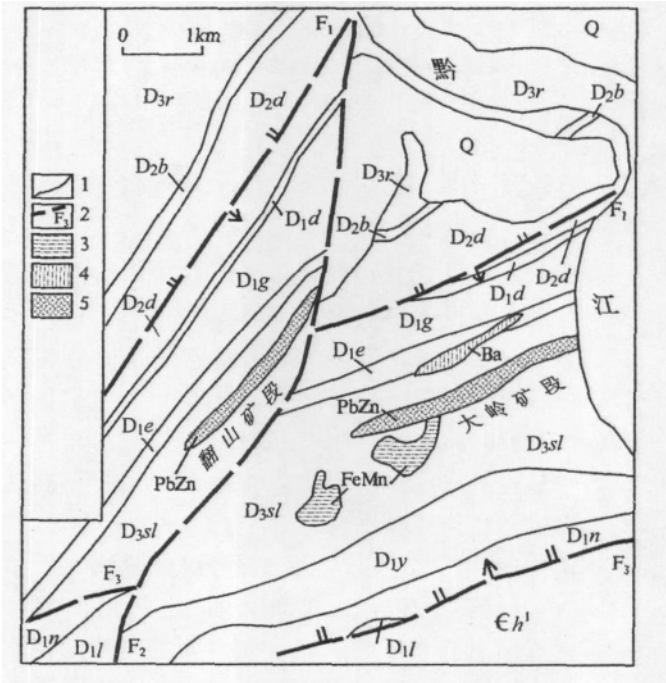 0 1km
F₁
Q
黔
D₃r
D₂d
D₃r
D₂b
Q
D₂b
D₃r
1
F₃ 2
3
4
5
D₁d
D₂b
D₂d
F₁
D₂d
D₁d
D₁g
D₂d
D₁g
江
D₁e
Ba
D₁e
PbZn
大岭矿段
翻山矿段
PbZn
D₃sl
FeMn
D₃sl
D₃sl
D₁n
D₁y
F₃
F₃
Єh¹
D₁n
D₁l
F₂
D₁l